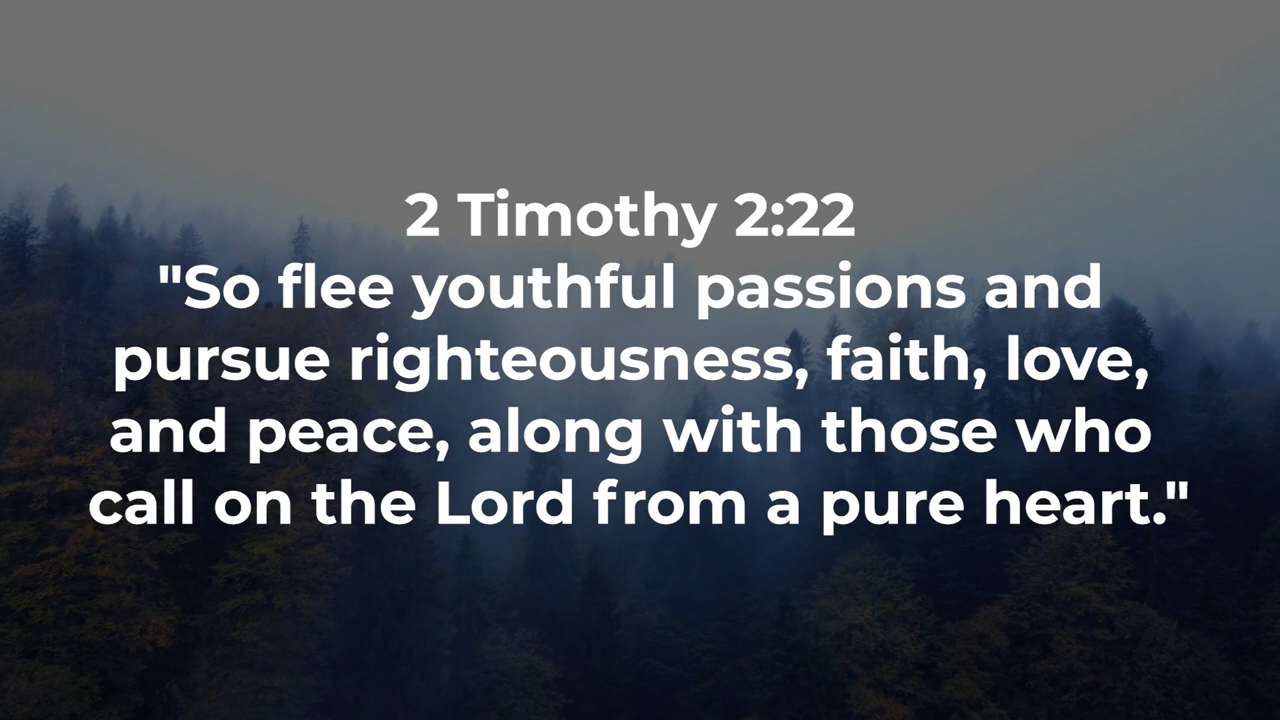 2 Timothy 2:22
"So flee youthful passions and
pursue righteousness, faith, love,
and peace, along with those who
call on the Lord from a pure heart."